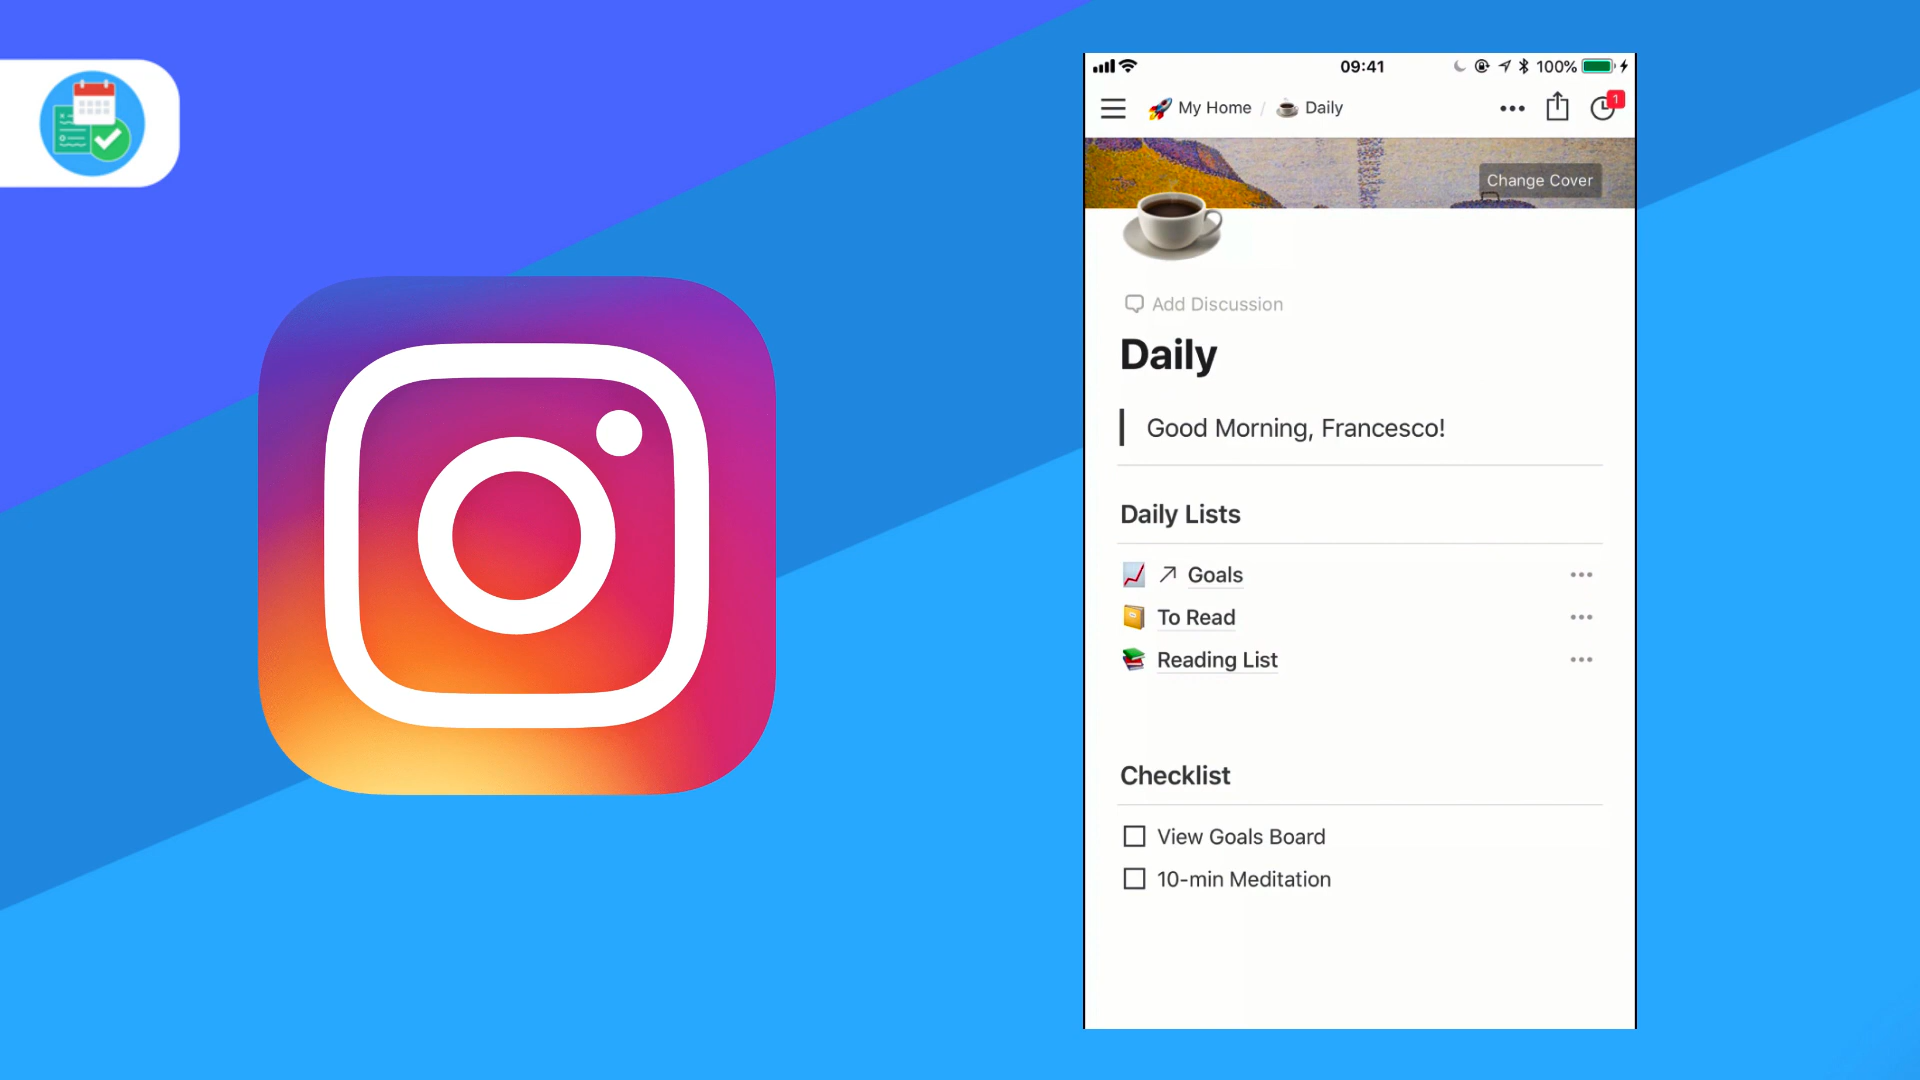 09:41
100%
My Home / Daily
1
Change Cover
Add Discussion
Daily
Good Morning, Francesco!
Daily Lists
Goals
To Read
Reading List
Checklist
View Goals Board
10-min Meditation